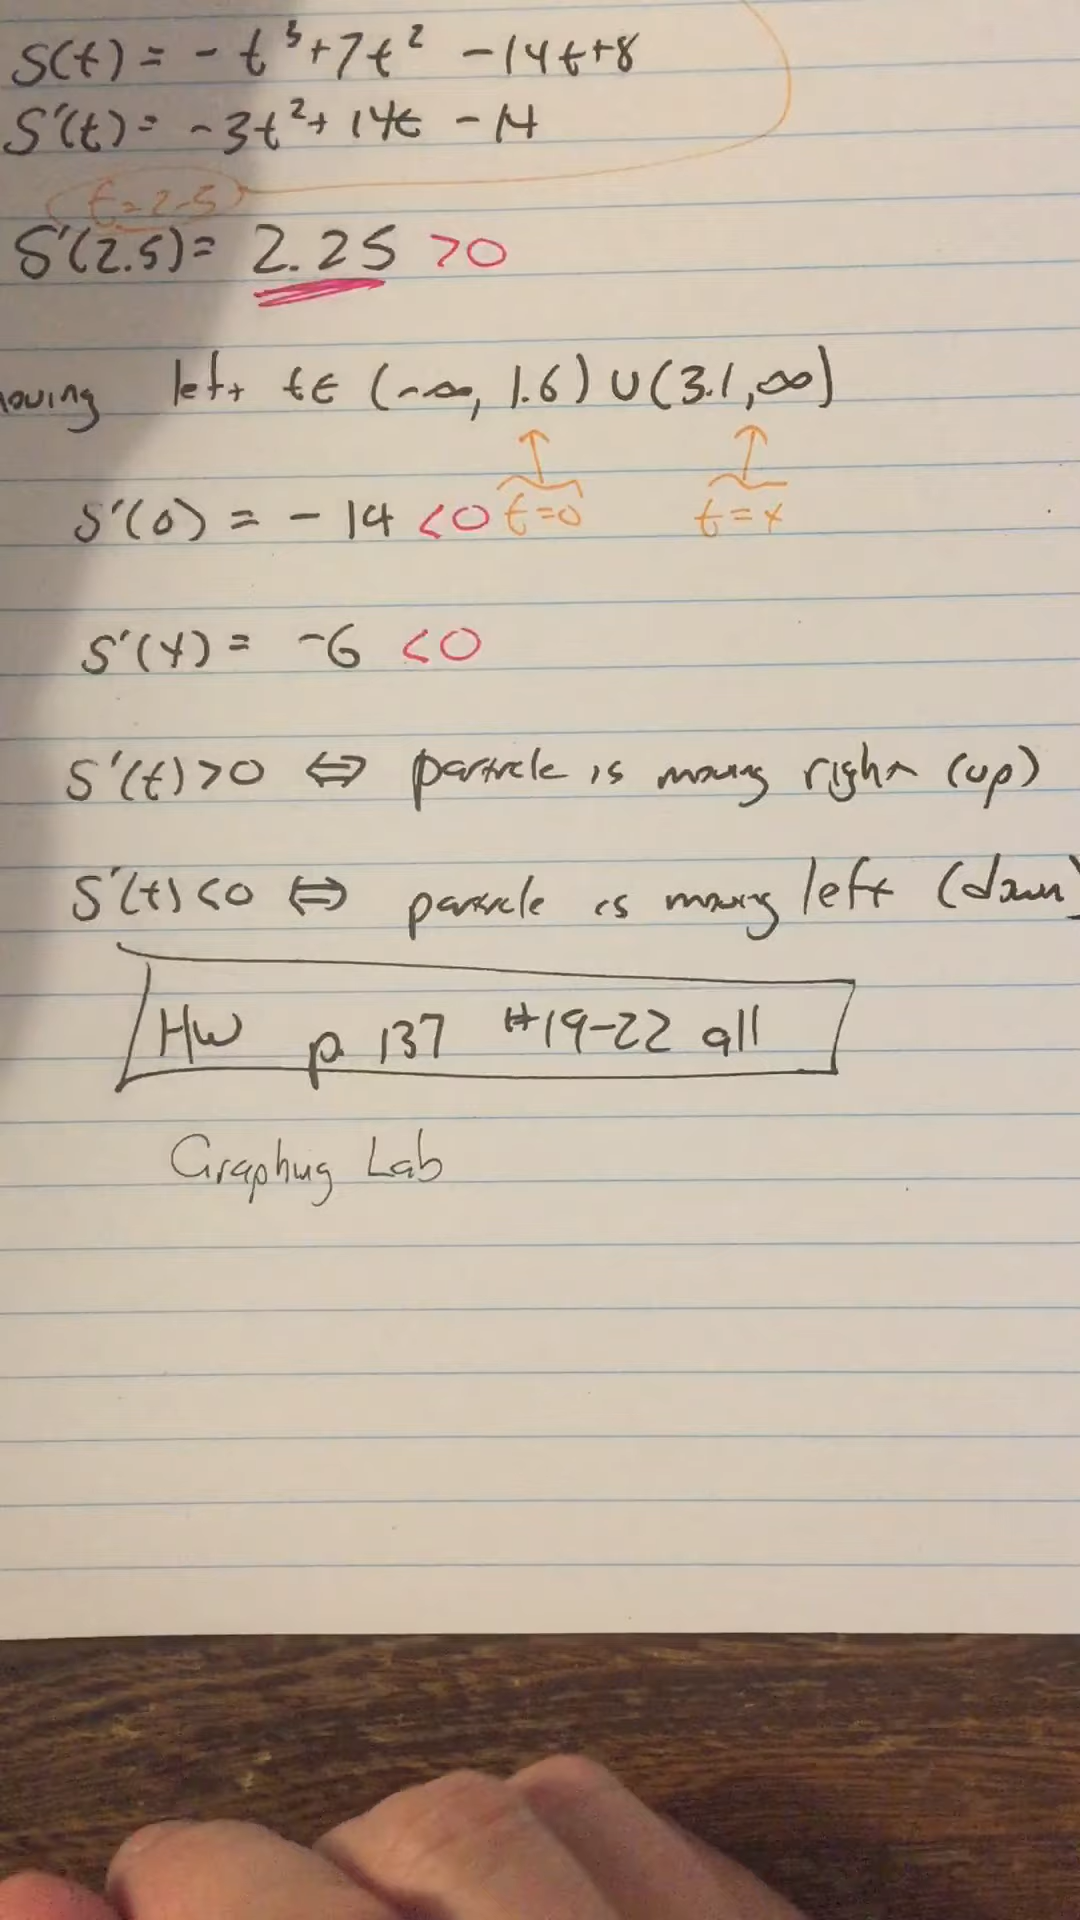 S(t) = -t³+7t² -14t+8
S'(t) = -3t²+14t -14
t=2.5
S'(2.5)= 2.25 >0
moving left t∈ (-∞, 1.6) ∪ (3.1, ∞)
S'(0) = -14 <0 t=0 t=4
S'(4) = -6 <0
S'(t)>0 ⇔ particle is moving right (up)
S'(t)<0 ⇔ particle is moving left (down)
HW p 137 #19-22 all
Graphing Lab